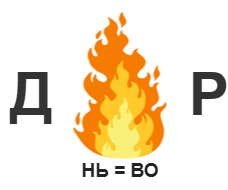 Д Р
НЬ = ВО